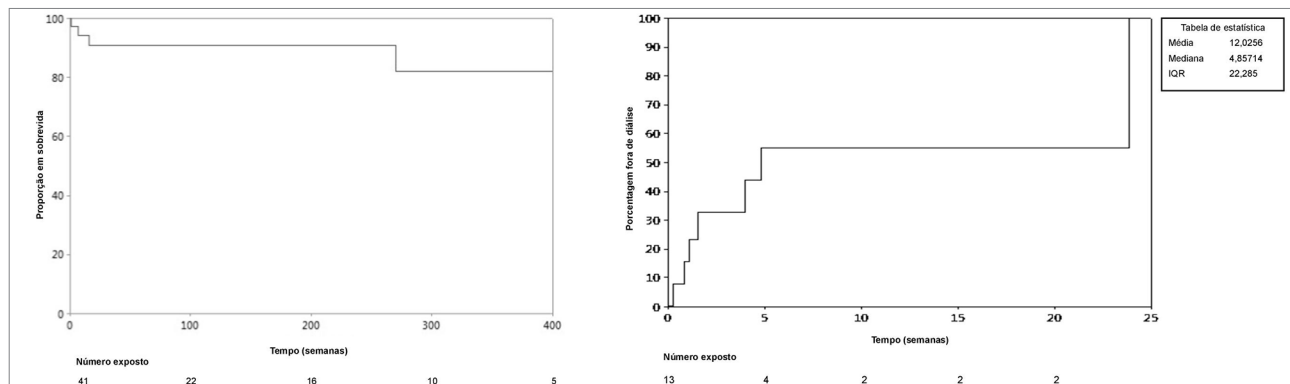 100
80
60
40
20
0
Proporção em sobrevida
0 100 200 300 400
Tempo (semanas)
Número exposto
41 22 16 10 5
100
90
80
70
60
50
40
30
20
10
0
Porcentagem fora de diálise
0 5 10 15 20 25
Tempo (semanas)
Número exposto
13 4 2 2 2
Tabela de estatística
Média 12,0256
Mediana 4,85714
IQR 22,285